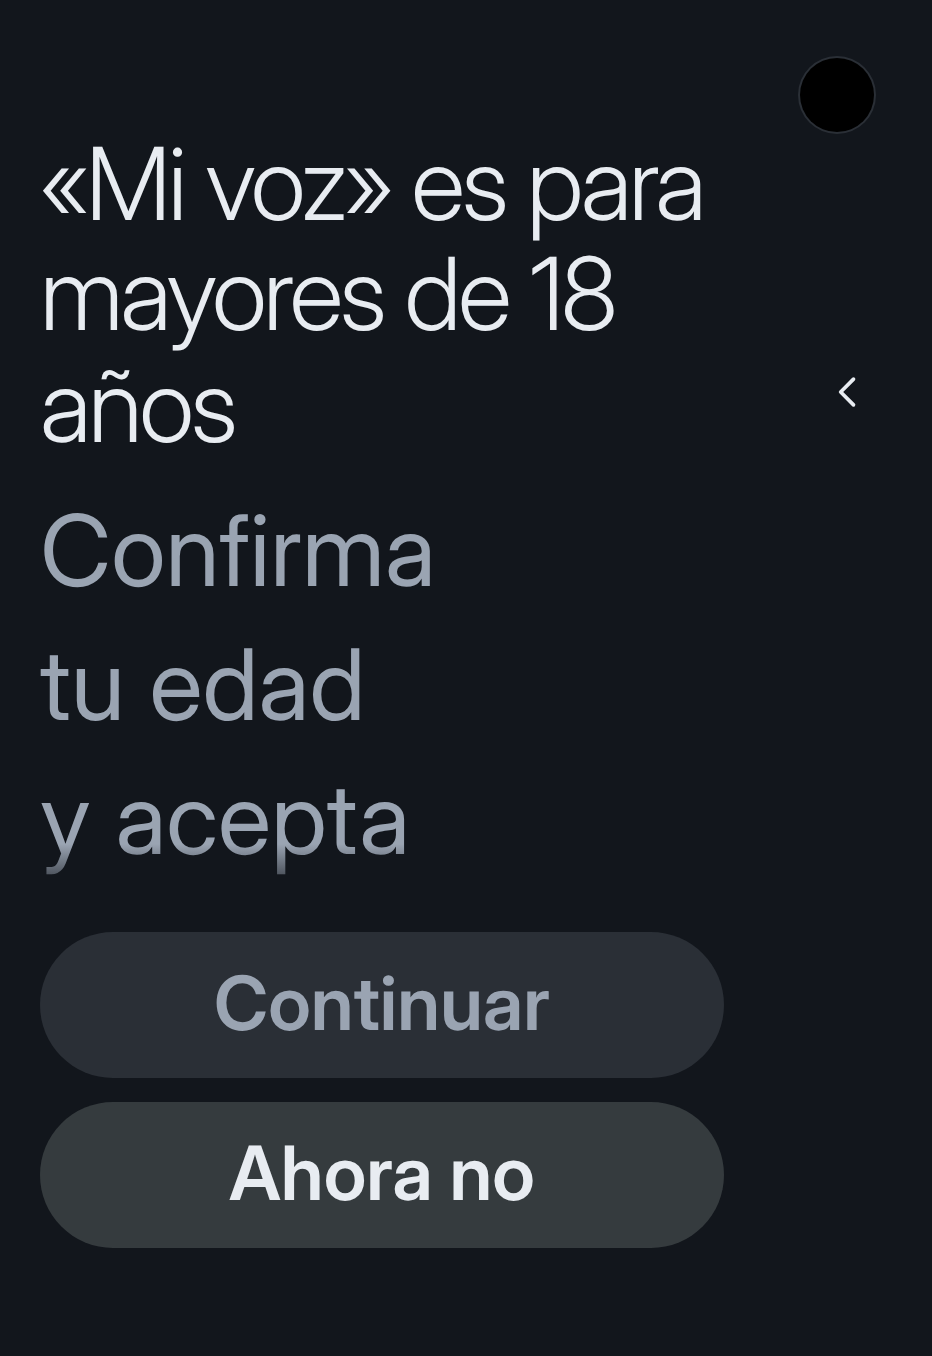 «Mi voz» es para
mayores de 18
años
Confirma
tu edad
y acepta
Continuar
Ahora no